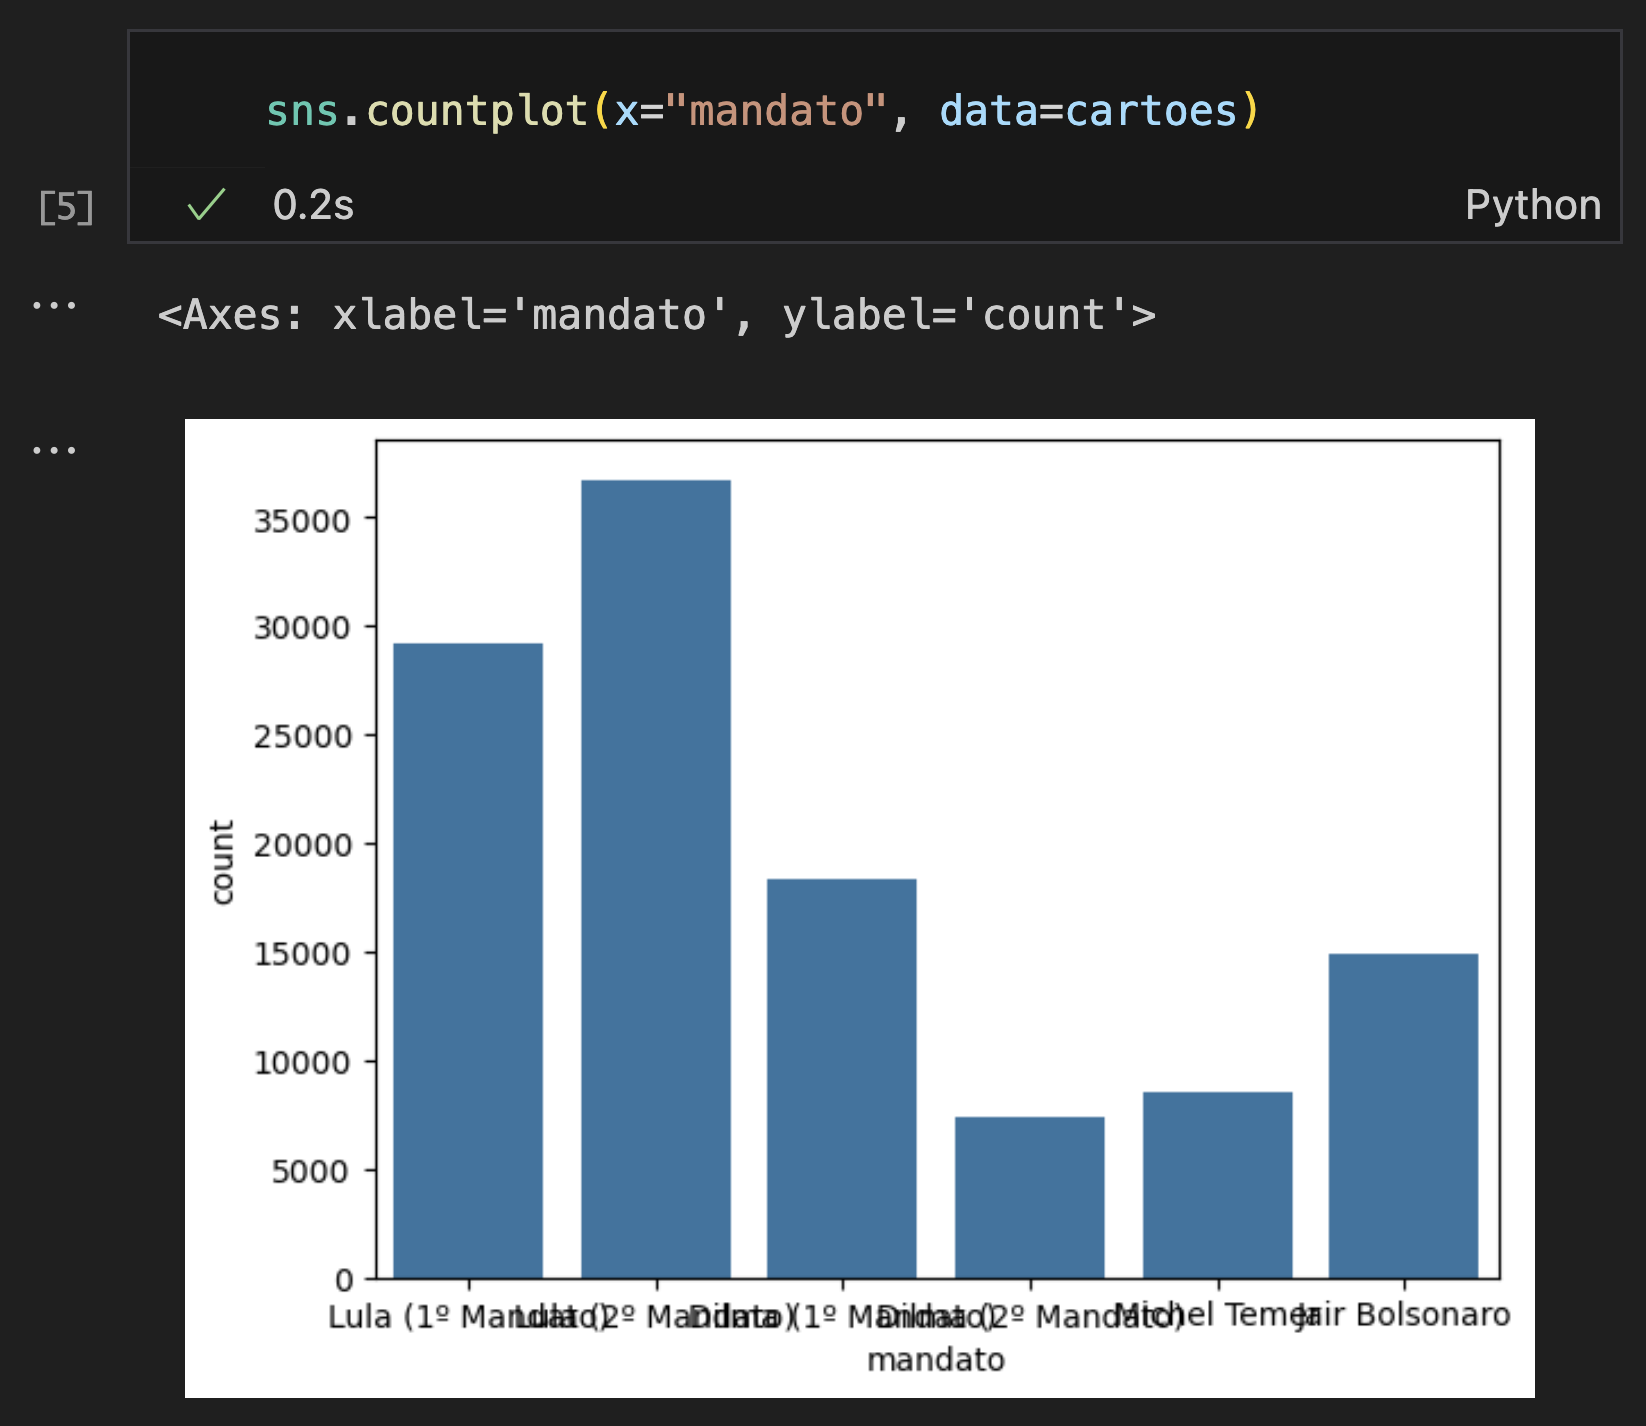 sns.countplot(x="mandato", data=cartoes)
[5]
0.2s
Python
...
<Axes: xlabel='mandato', ylabel='count'>
...
35000
30000
25000
20000
15000
10000
5000
0
count
Lula (1º Mandato) Lula (2º Mandato) Dilma (1º Mandato) Dilma (2º Mandato) Michel Temer Jair Bolsonaro
mandato